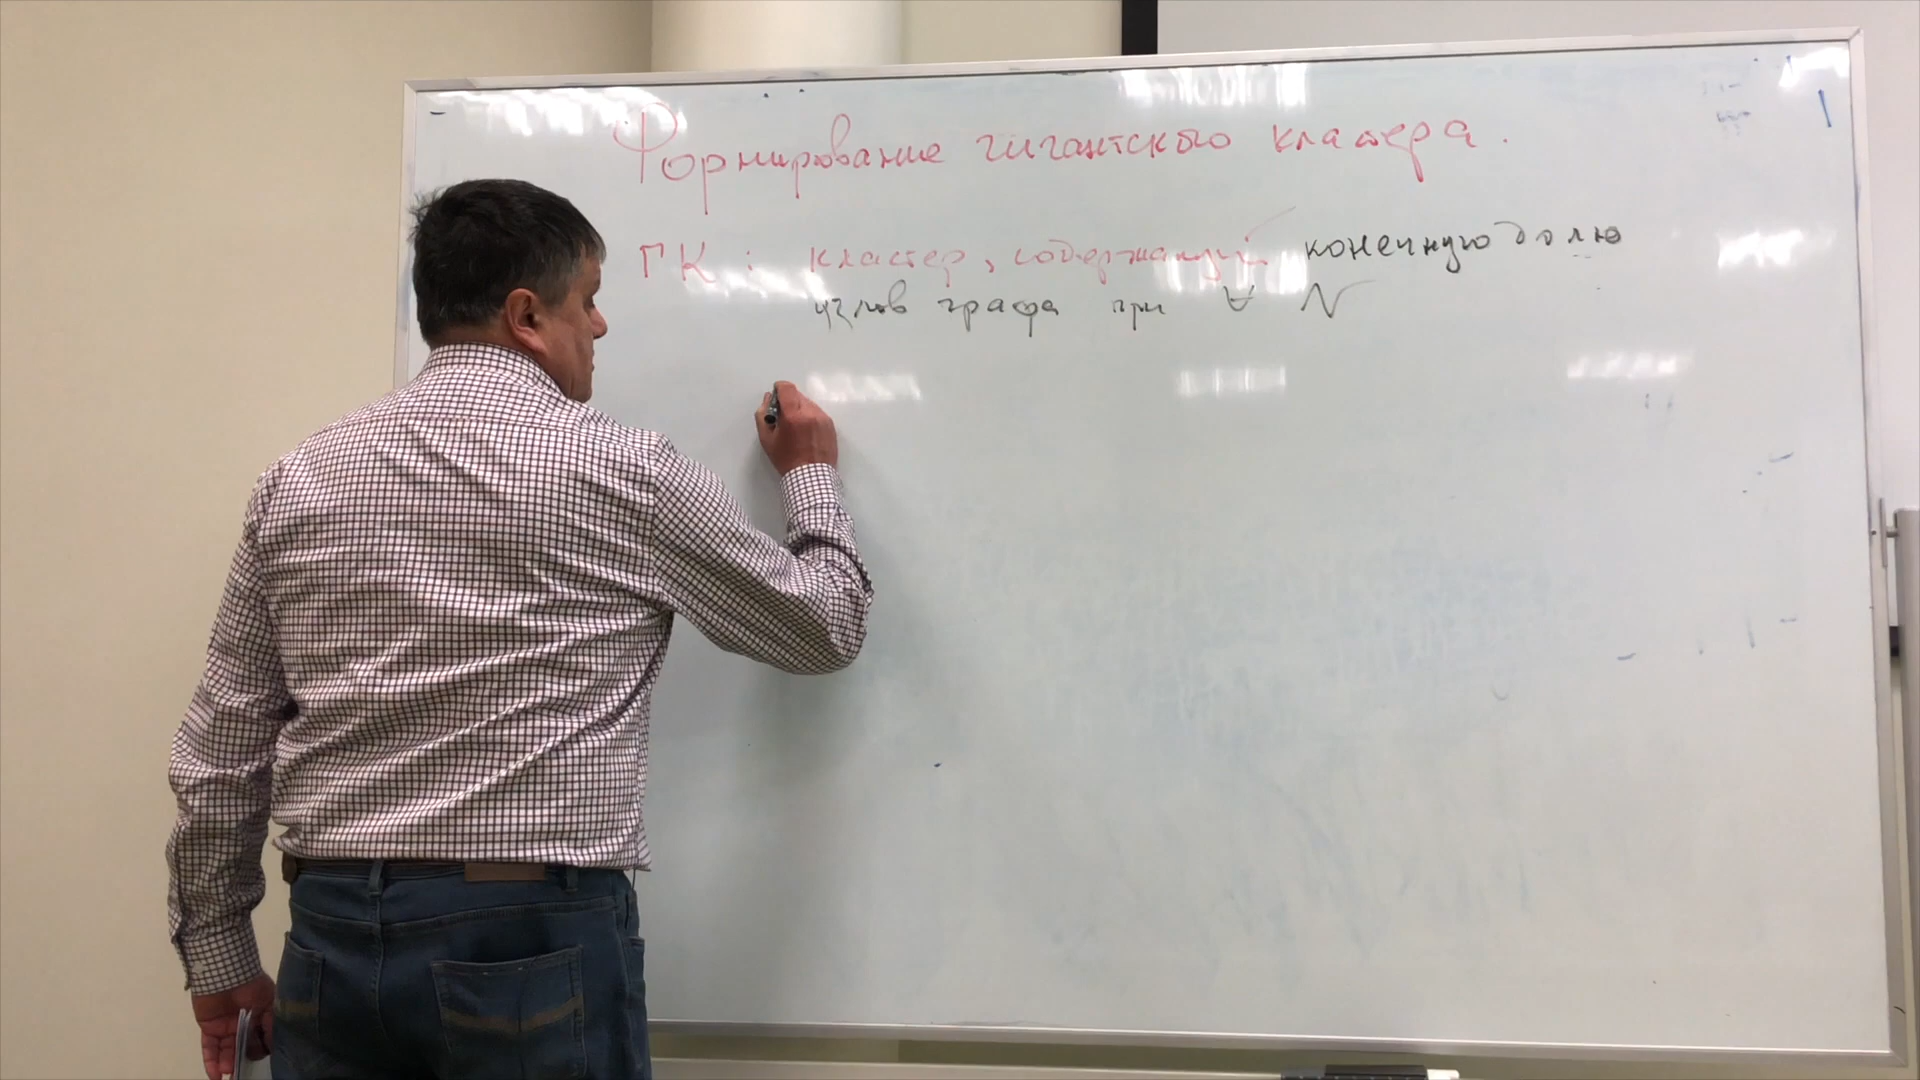 Формирование гигантского кластера.
ГК: кластер, содержащий конечную долю
узлов графа при ∀ N